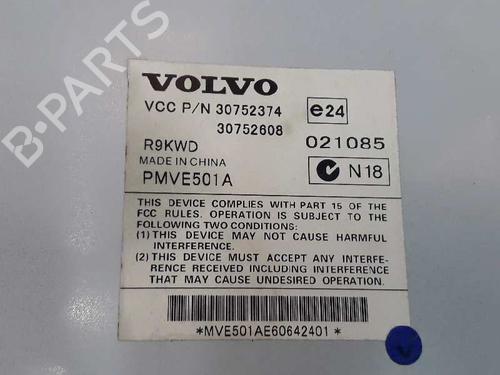 VOLVO
VCC P/N 30752374
30752608
e24
R9KWD
021085
MADE IN CHINA
PMVE501A
N18
THIS DEVICE COMPLIES WITH PART 15 OF THE
FCC RULES. OPERATION IS SUBJECT TO THE
FOLLOWING TWO CONDITIONS:
(1) THIS DEVICE MAY NOT CAUSE HARMFUL
INTERFERENCE.
(2) THIS DEVICE MUST ACCEPT ANY INTERFE-
RENCE RECEIVED INCLUDING INTERFERENCE
THAT MAY CAUSE UNDESIRED OPERATION.
*MVE501AE60642401*
B-PARTS